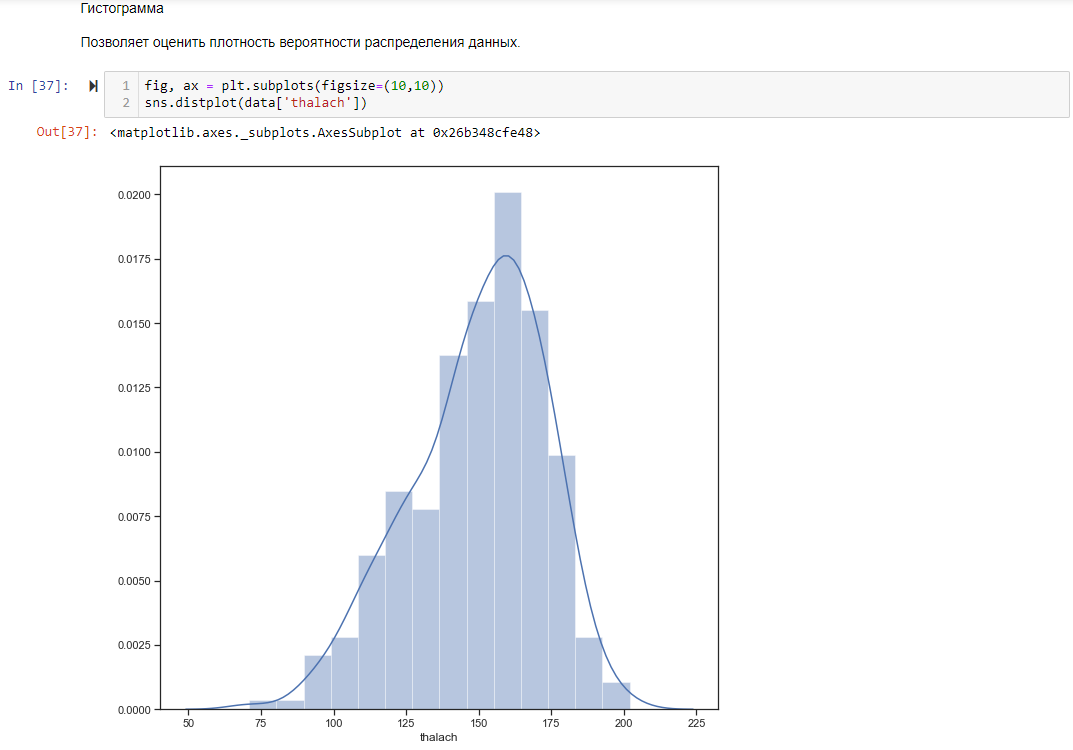 Гистограмма
Позволяет оценить плотность вероятности распределения данных.
In [37]:
1 fig, ax = plt.subplots(figsize=(10,10))
2 sns.distplot(data['thalach'])
Out[37]: <matplotlib.axes._subplots.AxesSubplot at 0x26b348cfe48>
0.0200
0.0175
0.0150
0.0125
0.0100
0.0075
0.0050
0.0025
0.0000
50 75 100 125 150 175 200 225
thalach